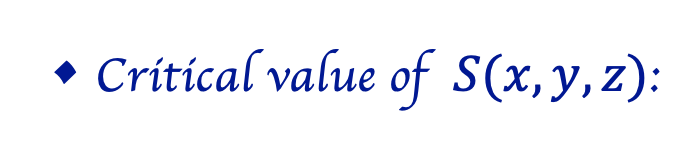 ◆ Critical value of S(x, y, z):